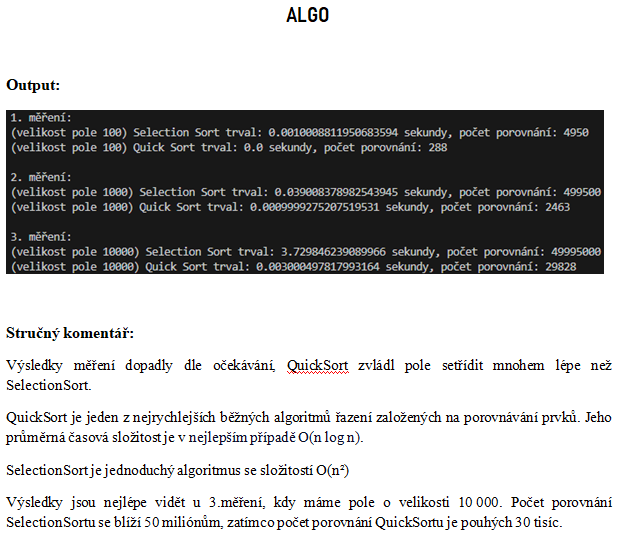 ALGO
Output:
1. měření:
(velikost pole 100) Selection Sort trval: 0.0010008811950683594 sekundy, počet porovnání: 4950
(velikost pole 100) Quick Sort trval: 0.0 sekundy, počet porovnání: 288
2. měření:
(velikost pole 1000) Selection Sort trval: 0.039008378982543945 sekundy, počet porovnání: 499500
(velikost pole 1000) Quick Sort trval: 0.0009999275207519531 sekundy, počet porovnání: 2463
3. měření:
(velikost pole 10000) Selection Sort trval: 3.729846239089966 sekundy, počet porovnání: 49995000
(velikost pole 10000) Quick Sort trval: 0.003000497817993164 sekundy, počet porovnání: 29828
Stručný komentář:
Výsledky měření dopadly dle očekávání, QuickSort zvládl pole setřídit mnohem lépe než
SelectionSort.
QuickSort je jeden z nejrychlejších běžných algoritmů řazení založených na porovnávání prvků. Jeho
průměrná časová složitost je v nejlepším případě O(n log n).
SelectionSort je jednoduchý algoritmus se složitostí O(n²)
Výsledky jsou nejlépe vidět u 3.měření, kdy máme pole o velikosti 10 000. Počet porovnání
SelectionSortu se blíží 50 miliónům, zatímco počet porovnání QuickSortu je pouhých 30 tisíc.